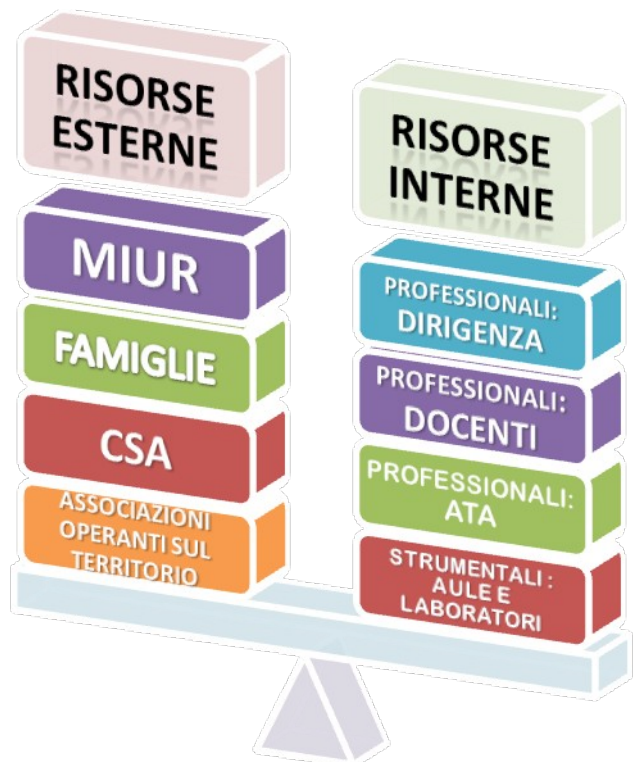 RISORSE
ESTERNE
MIUR
FAMIGLIE
CSA
ASSOCIAZIONI
OPERANTI SUL
TERRITORIO
RISORSE
INTERNE
PROFESSIONALI:
DIRIGENZA
PROFESSIONALI:
DOCENTI
PROFESSIONALI:
ATA
STRUMENTALI :
AULE E
LABORATORI